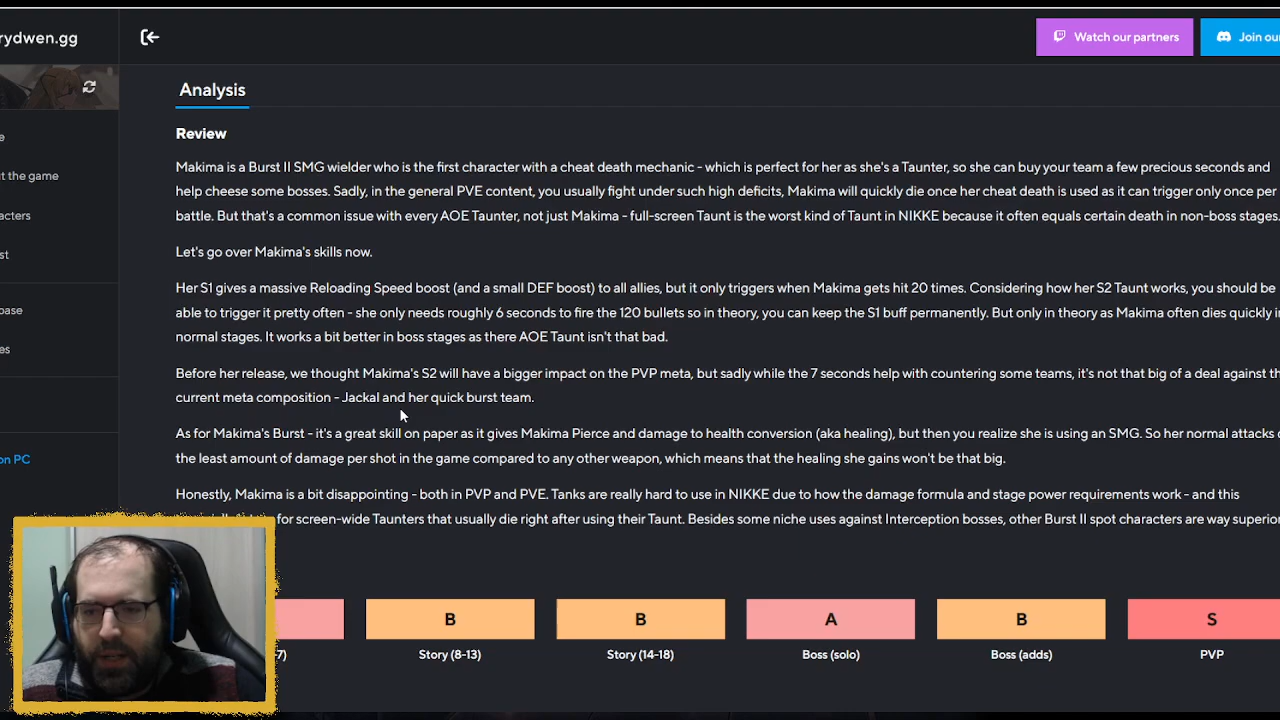 rydwen.gg
Watch our partners
Join ou
Analysis
Review
Makima is a Burst II SMG wielder who is the first character with a cheat death mechanic - which is perfect for her as she's a Taunter, so she can buy your team a few precious seconds and
help cheese some bosses. Sadly, in the general PVE content, you usually fight under such high deficits, Makima will quickly die once her cheat death is used as it can trigger only once per
battle. But that's a common issue with every AOE Taunter, not just Makima - full-screen Taunt is the worst kind of Taunt in NIKKE because it often equals certain death in non-boss stages.
Let's go over Makima's skills now.
Her S1 gives a massive Reloading Speed boost (and a small DEF boost) to all allies, but it only triggers when Makima gets hit 20 times. Considering how her S2 Taunt works, you should be
able to trigger it pretty often - she only needs roughly 6 seconds to fire the 120 bullets so in theory, you can keep the S1 buff permanently. But only in theory as Makima often dies quickly i
normal stages. It works a bit better in boss stages as there AOE Taunt isn't that bad.
Before her release, we thought Makima's S2 will have a bigger impact on the PVP meta, but sadly while the 7 seconds help with countering some teams, it's not that big of a deal against th
current meta composition - Jackal and her quick burst team.
As for Makima's Burst - it's a great skill on paper as it gives Makima Pierce and damage to health conversion (aka healing), but then you realize she is using an SMG. So her normal attacks
the least amount of damage per shot in the game compared to any other weapon, which means that the healing she gains won't be that big.
Honestly, Makima is a bit disappointing - both in PVP and PVE. Tanks are really hard to use in NIKKE due to how the damage formula and stage power requirements work - and this
for screen-wide Taunters that usually die right after using their Taunt. Besides some niche uses against Interception bosses, other Burst II spot characters are way superio
e
t the game
acters
st
base
es
on PC
B B A B S
-7) Story (8-13) Story (14-18) Boss (solo) Boss (adds) PVP